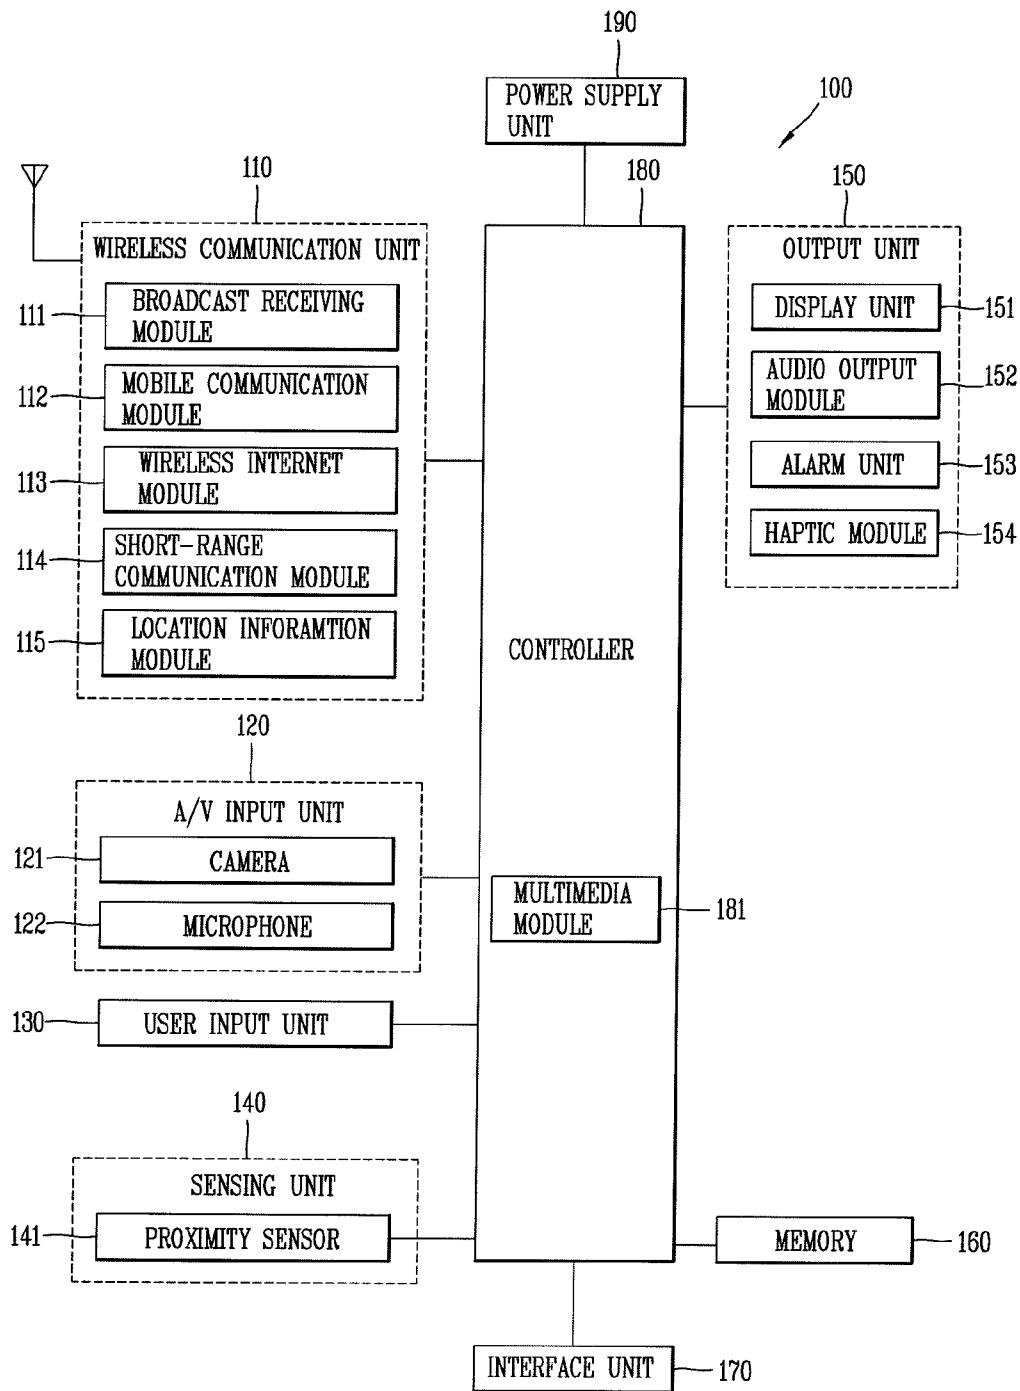 190
POWER SUPPLY
UNIT
100
110
180
150
WIRELESS COMMUNICATION UNIT
111
BROADCAST RECEIVING
MODULE
112
MOBILE COMMUNICATION
MODULE
113
WIRELESS INTERNET
MODULE
114
SHORT-RANGE
COMMUNICATION MODULE
115
LOCATION INFORAMTION
MODULE
OUTPUT UNIT
DISPLAY UNIT
151
AUDIO OUTPUT
MODULE
152
ALARM UNIT
153
HAPTIC MODULE
154
CONTROLLER
120
A/V INPUT UNIT
121
CAMERA
122
MICROPHONE
MULTIMEDIA
MODULE
181
130
USER INPUT UNIT
140
SENSING UNIT
141
PROXIMITY SENSOR
MEMORY
160
INTERFACE UNIT
170